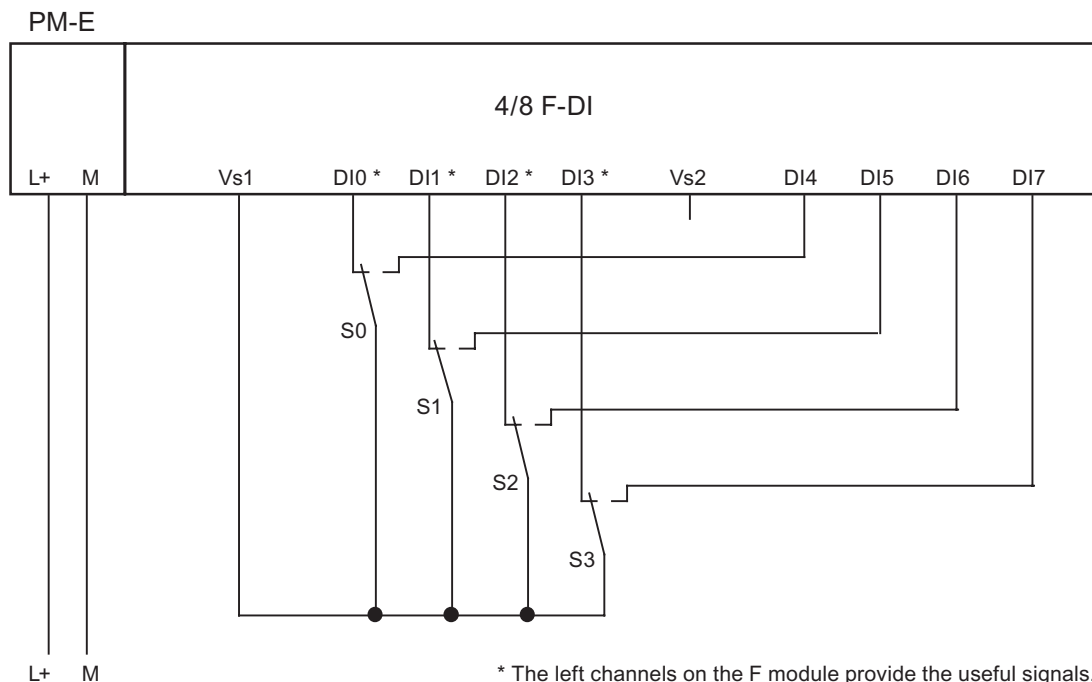 PM-E
4/8 F-DI
L+ M Vs1 DI0 * DI1 * DI2 * DI3 * Vs2 DI4 DI5 DI6 DI7
S0
S1
S2
S3
L+ M * The left channels on the F module provide the useful signals